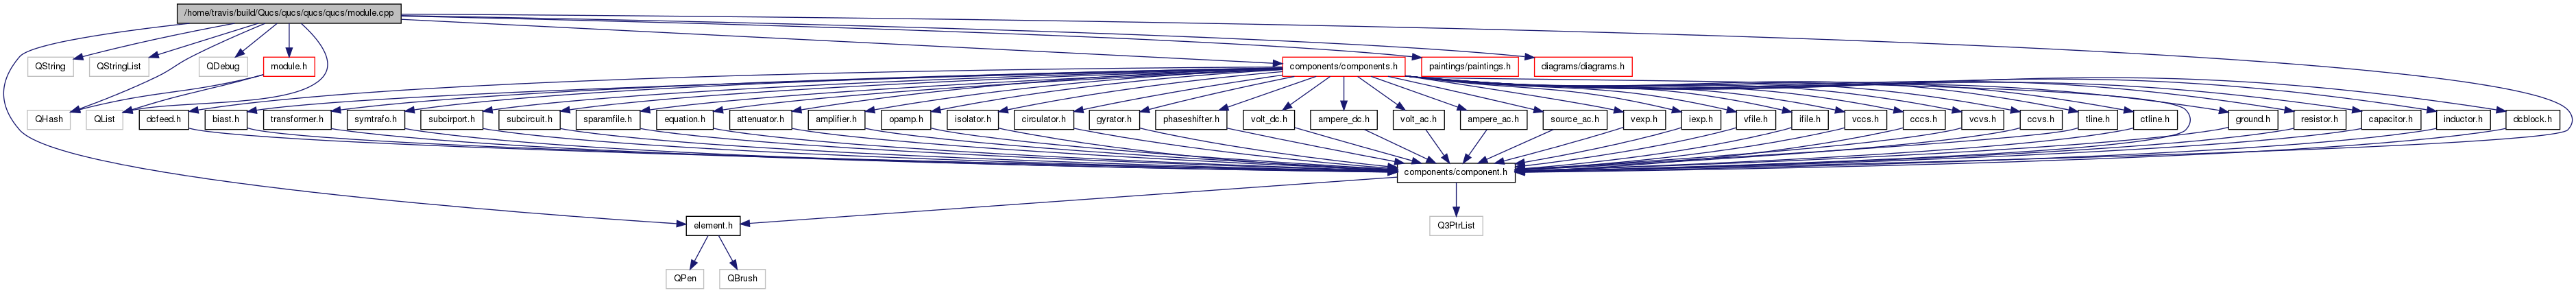 /home/travis/build/Qucs/qucs/qucs/qucs/module.cpp
QString
QStringList
QDebug
module.h
components/components.h
paintings/paintings.h
diagrams/diagrams.h
QHash
QList
dcfeed.h
biast.h
transformer.h
symtrafo.h
subcirport.h
subcircuit.h
sparamfile.h
equation.h
attenuator.h
amplifier.h
opamp.h
isolator.h
circulator.h
gyrator.h
phaseshifter.h
volt_dc.h
ampere_dc.h
volt_ac.h
ampere_ac.h
source_ac.h
vexp.h
iexp.h
vfile.h
ifile.h
vccs.h
cccs.h
vcvs.h
ccvs.h
tline.h
ctline.h
ground.h
resistor.h
capacitor.h
inductor.h
dcblock.h
components/component.h
element.h
Q3PtrList
QPen
QBrush